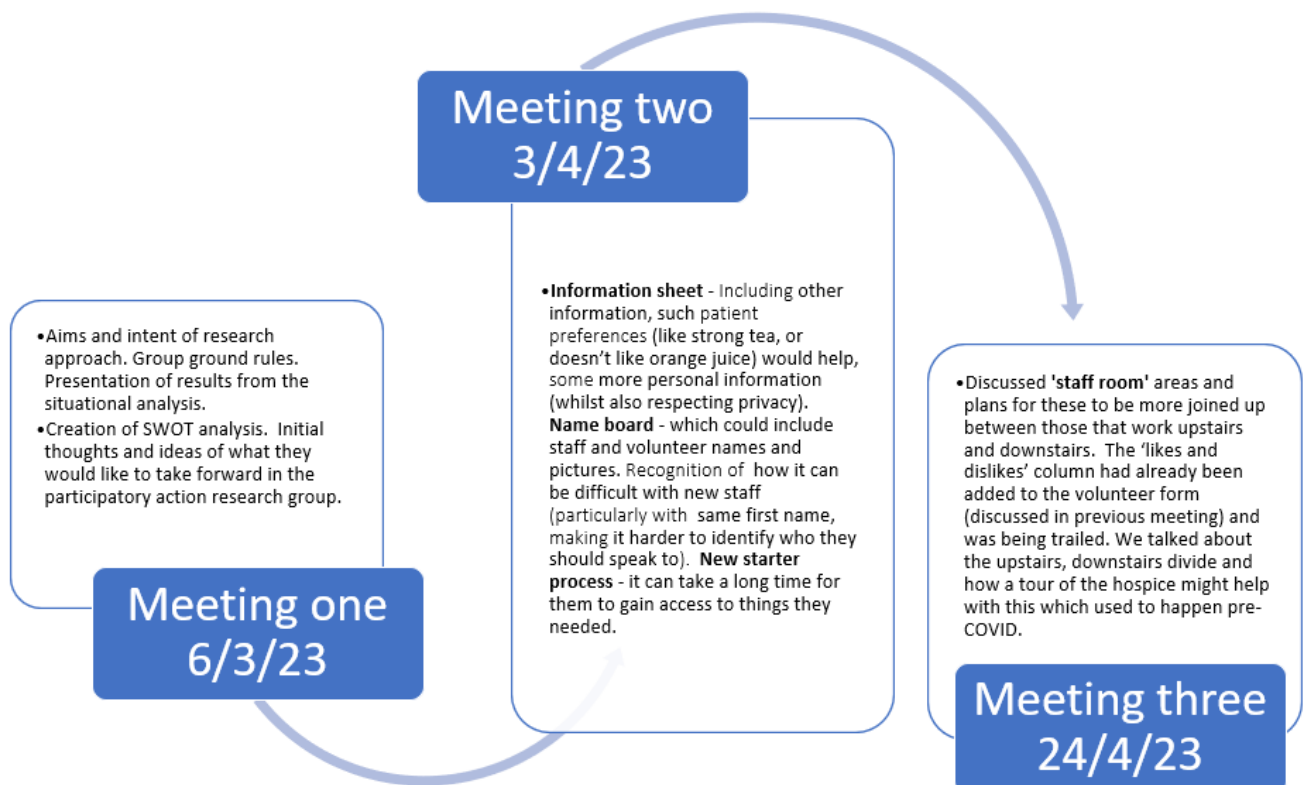 •Aims and intent of research
approach. Group ground rules.
Presentation of results from the
situational analysis.
•Creation of SWOT analysis.  Initial
thoughts and ideas of what they
would like to take forward in the
participatory action research group.
Meeting one
6/3/23
Meeting two
3/4/23
•Information sheet - Including other
information, such patient
preferences (like strong tea, or
doesn’t like orange juice) would help,
some more personal information
(whilst also respecting privacy).
Name board - which could include
staff and volunteer names and
pictures. Recognition of  how it can
be difficult with new staff
(particularly with  same first name,
making it harder to identify who they
should speak to).  New starter
process - it can take a long time for
them to gain access to things they
needed.
•Discussed 'staff room' areas and
plans for these to be more joined up
between those that work upstairs
and downstairs.  The ‘likes and
dislikes’ column had already been
added to the volunteer form
(discussed in previous meeting) and
was being trailed. We talked about
the upstairs, downstairs divide and
how a tour of the hospice might help
with this which used to happen pre-
COVID.
Meeting three
24/4/23